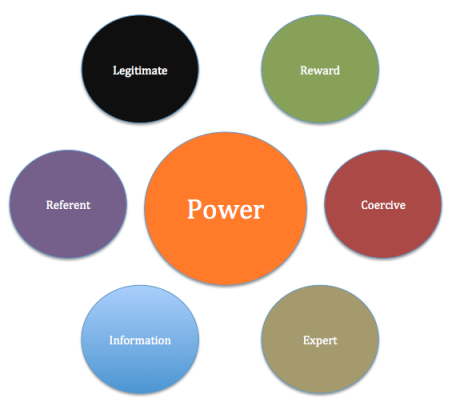 Legitimate
Reward
Referent
Power
Coercive
Information
Expert